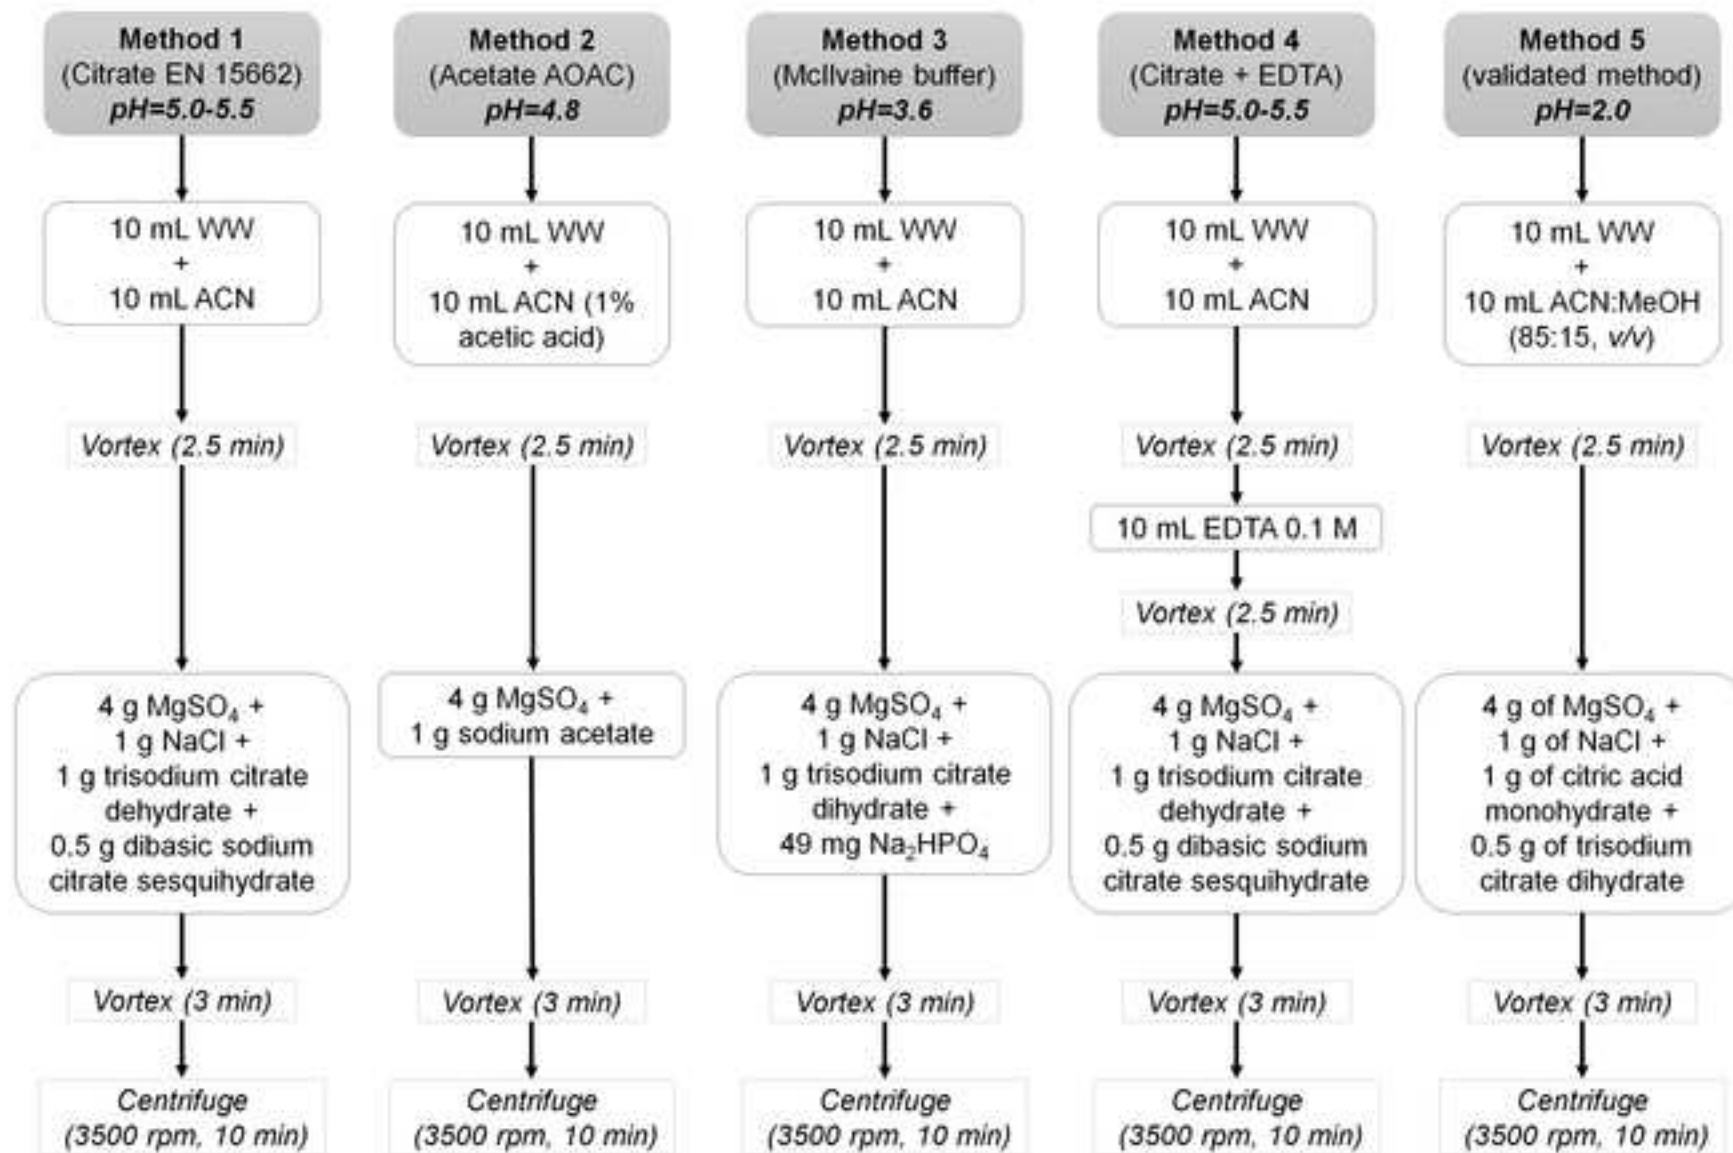 Method 1
(Citrate EN 15662)
pH=5.0-5.5
10 mL WW
+
10 mL ACN
Vortex (2.5 min)
4 g MgSO₄ +
1 g NaCl +
1 g trisodium citrate
dehydrate +
0.5 g dibasic sodium
citrate sesquihydrate
Vortex (3 min)
Centrifuge
(3500 rpm, 10 min)
Method 2
(Acetate AOAC)
pH=4.8
10 mL WW
+
10 mL ACN (1%
acetic acid)
Vortex (2.5 min)
4 g MgSO₄ +
1 g sodium acetate
Vortex (3 min)
Centrifuge
(3500 rpm, 10 min)
Method 3
(McIlvaine buffer)
pH=3.6
10 mL WW
+
10 mL ACN
Vortex (2.5 min)
4 g MgSO₄ +
1 g NaCl +
1 g trisodium citrate
dihydrate +
49 mg Na₂HPO₄
Vortex (3 min)
Centrifuge
(3500 rpm, 10 min)
Method 4
(Citrate + EDTA)
pH=5.0-5.5
10 mL WW
+
10 mL ACN
Vortex (2.5 min)
10 mL EDTA 0.1 M
Vortex (2.5 min)
4 g MgSO₄ +
1 g NaCl +
1 g trisodium citrate
dehydrate +
0.5 g dibasic sodium
citrate sesquihydrate
Vortex (3 min)
Centrifuge
(3500 rpm, 10 min)
Method 5
(validated method)
pH=2.0
10 mL WW
+
10 mL ACN:MeOH
(85:15, v/v)
Vortex (2.5 min)
4 g of MgSO₄ +
1 g of NaCl +
1 g of citric acid
monohydrate +
0.5 g of trisodium
citrate dihydrate
Vortex (3 min)
Centrifuge
(3500 rpm, 10 min)